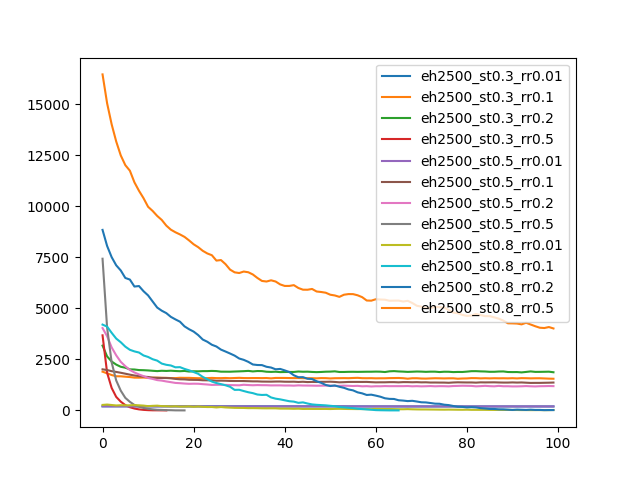 15000
12500
10000
7500
5000
2500
0
0
20
40
60
80
100
eh2500_st0.3_rr0.01
eh2500_st0.3_rr0.1
eh2500_st0.3_rr0.2
eh2500_st0.3_rr0.5
eh2500_st0.5_rr0.01
eh2500_st0.5_rr0.1
eh2500_st0.5_rr0.2
eh2500_st0.5_rr0.5
eh2500_st0.8_rr0.01
eh2500_st0.8_rr0.1
eh2500_st0.8_rr0.2
eh2500_st0.8_rr0.5